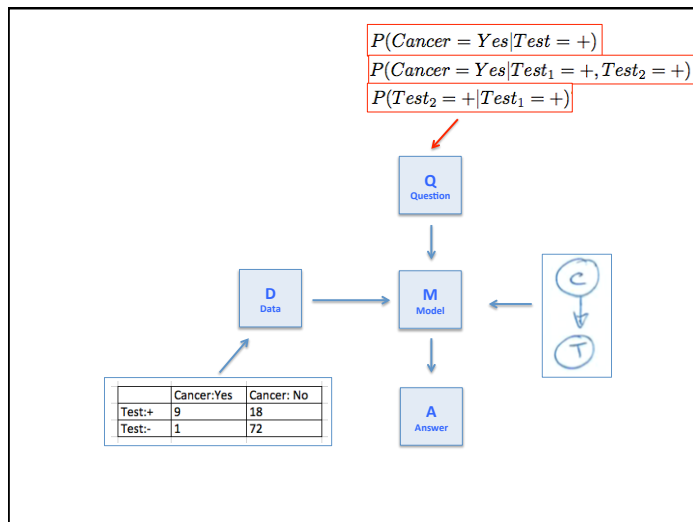 P(Cancer = Yes|Test = +)
P(Cancer = Yes|Test₁ = +, Test₂ = +)
P(Test₂ = +|Test₁ = +)
Q
Question
D
Data
M
Model
C
T
Cancer:Yes Cancer: No
Test:+ 9 18
Test:- 1 72
A
Answer